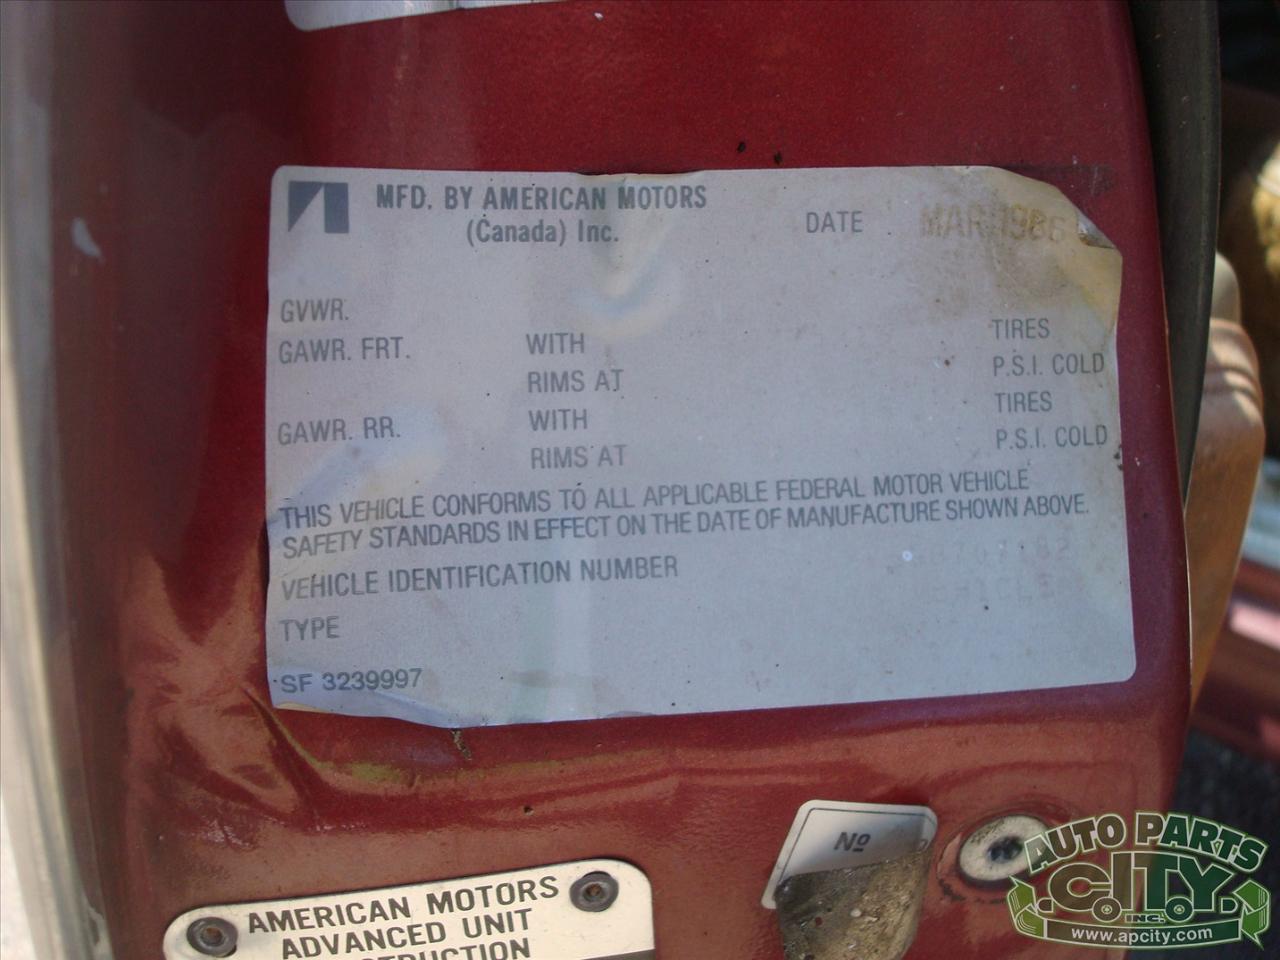 MFD. BY AMERICAN MOTORS
(Canada) Inc.
DATE MAR 1986
GVWR.
GAWR. FRT. WITH TIRES
RIMS AT P.S.I. COLD
GAWR. RR. WITH TIRES
RIMS AT P.S.I. COLD
THIS VEHICLE CONFORMS TO ALL APPLICABLE FEDERAL MOTOR VEHICLE
SAFETY STANDARDS IN EFFECT ON THE DATE OF MANUFACTURE SHOWN ABOVE.
VEHICLE IDENTIFICATION NUMBER
TYPE
SF 3239997
Nº
AMERICAN MOTORS
ADVANCED UNIT
AUTO PARTS
CITY
INC.
www.apcity.com